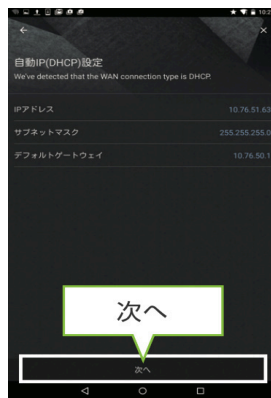 10:2
自動IP(DHCP)設定
We've detected that the WAN connection type is DHCP.
IPアドレス 10.76.51.63
サブネットマスク 255.255.255.0
デフォルトゲートウェイ 10.76.50.1
次へ
次へ